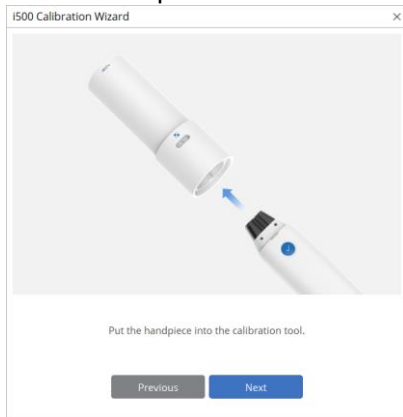 i500 Calibration Wizard
Put the handpiece into the calibration tool.
Previous
Next